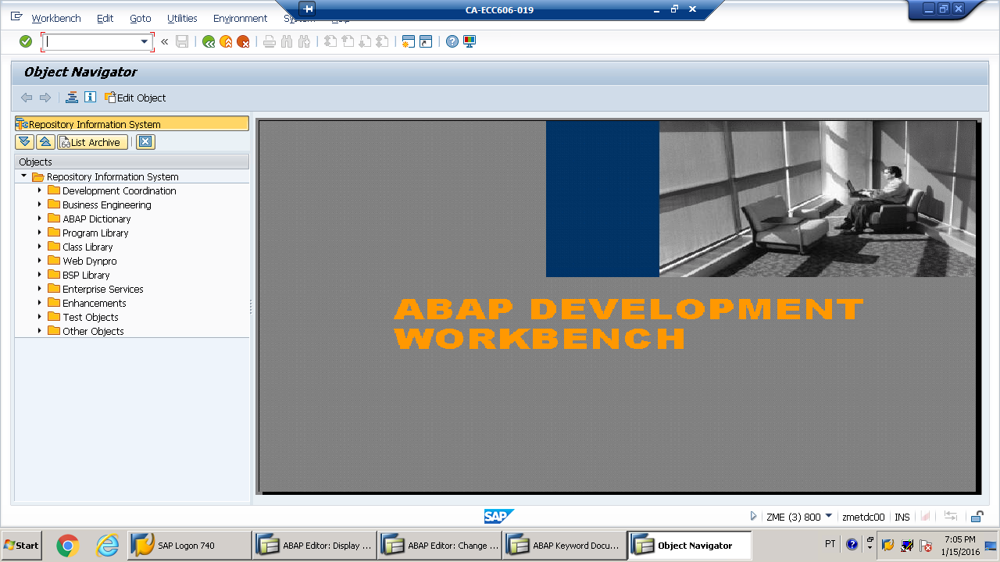 CA-ECC606-019
Workbench Edit Goto Utilities Environment
Object Navigator
Edit Object
Repository Information System
List Archive
Objects
Repository Information System
Development Coordination
Business Engineering
ABAP Dictionary
Program Library
Class Library
Web Dynpro
BSP Library
Enterprise Services
Enhancements
Test Objects
Other Objects
ABAP DEVELOPMENT
WORKBENCH
SAP
ZME (3) 800 zmetdc00 INS
Start SAP Logon 740 ABAP Editor: Display ... ABAP Editor: Change ... ABAP Keyword Docu... Object Navigator PT 7:05 PM
1/15/2016